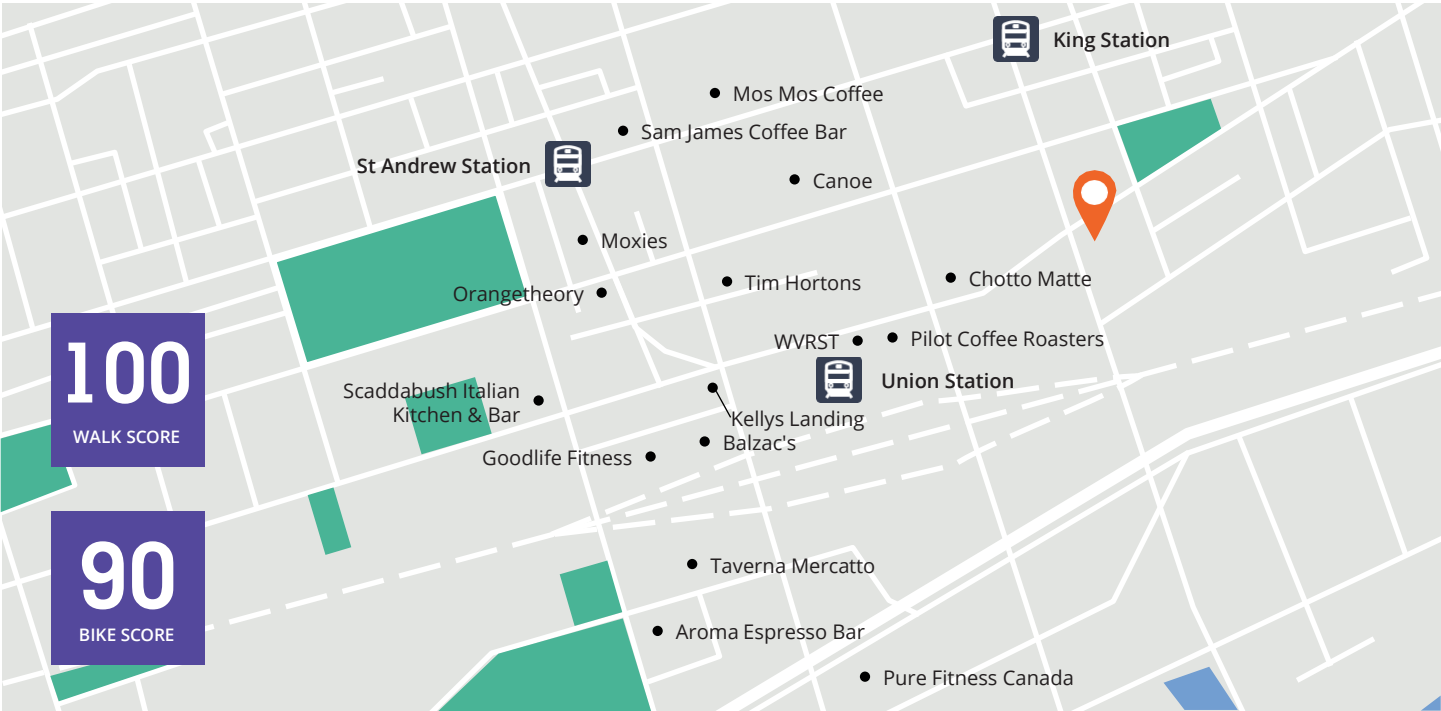 King Station
Mos Mos Coffee
Sam James Coffee Bar
St Andrew Station
Canoe
Moxies
Tim Hortons
Chotto Matte
Orangetheory
WVRST
Pilot Coffee Roasters
Union Station
100
WALK SCORE
Scaddabush Italian
Kitchen & Bar
Kellys Landing
Balzac's
Goodlife Fitness
90
BIKE SCORE
Taverna Mercatto
Aroma Espresso Bar
Pure Fitness Canada